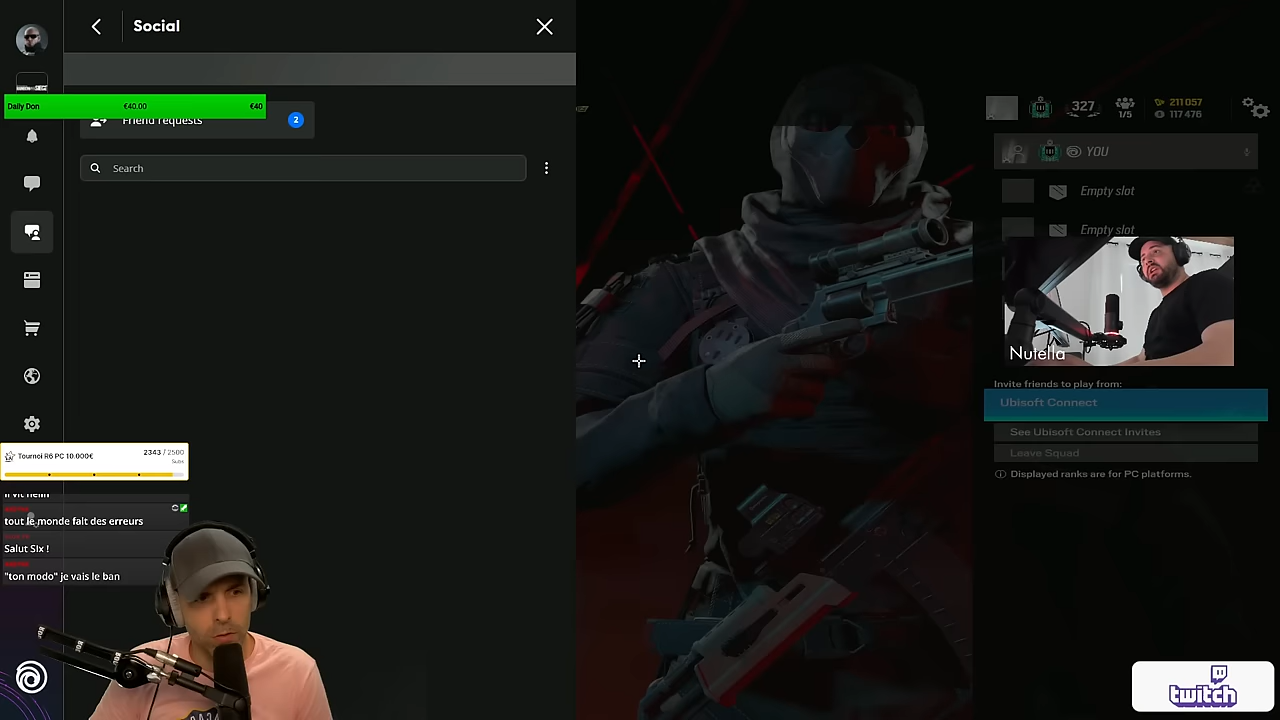 Social
Daily Don €40.00 €40
Friend requests 2
Search
327
1/5
211 057
117 476
YOU
Empty slot
Empty slot
Nutella
Invite friends to play from:
Ubisoft Connect
See Ubisoft Connect Invites
Leave Squad
Displayed ranks are for PC platforms.
Tournoi R6 PC 10.000€ 2343 / 2500
Subs
tout le monde fait des erreurs
Salut Six !
"ton modo" je vais le ban
twitch